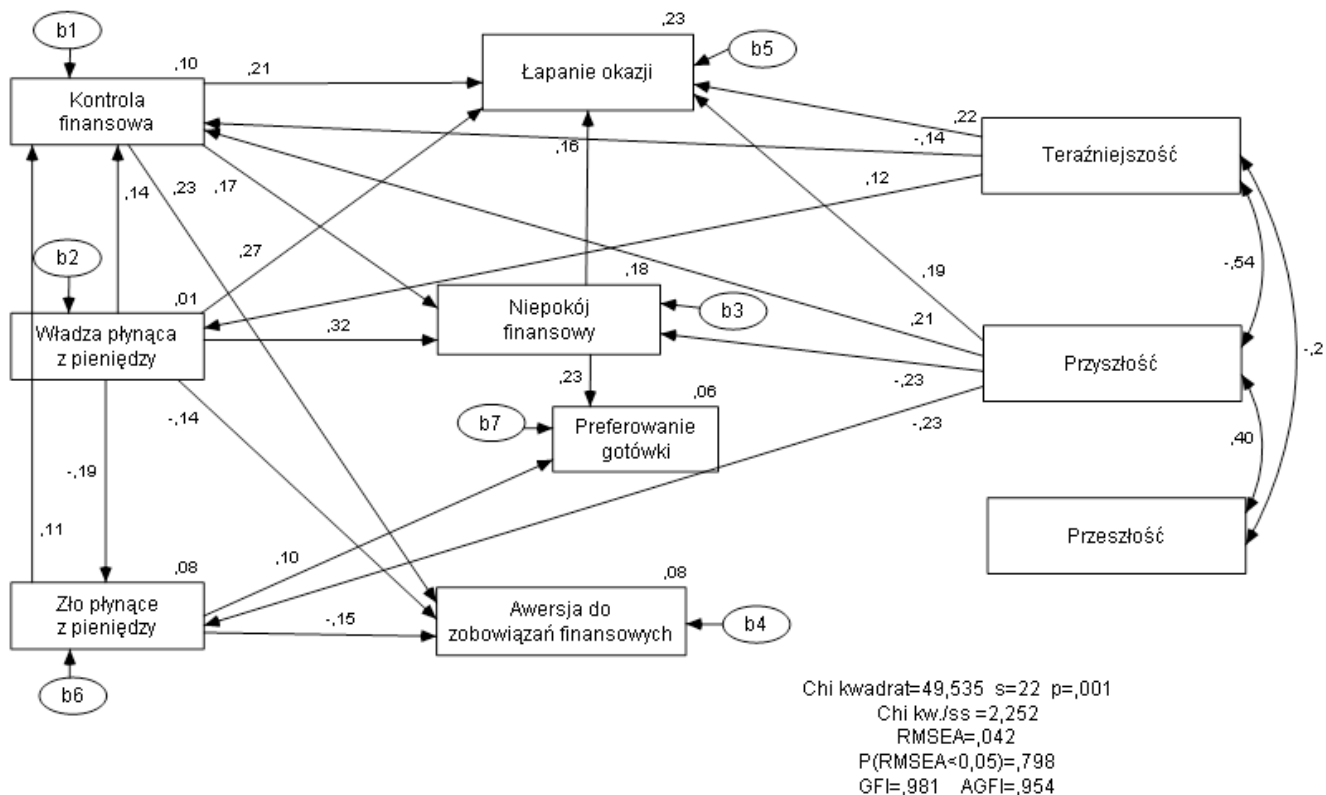 b1
,10
,21
,23
Łapanie okazji
b5
Kontrola
finansowa
,22
-,14
Teraźniejszość
,16
,12
,14
,23
,17
b2
,27
-,54
,01
,18
,19
Niepokój
finansowy
b3
-,2
Władza płynąca
z pieniędzy
,32
,21
Przyszłość
,23
-,23
,06
-,14
b7
Preferowanie
gotówki
-,23
,40
-,19
,11
Przeszłość
,08
,10
,08
Zło płynące
z pieniędzy
-,15
Awersja do
zobowiązań finansowych
b4
b6
Chi kwadrat=49,535 s=22 p=,001
Chi kw./ss =2,252
RMSEA=,042
P(RMSEA<0,05)=,798
GFI=,981 AGFI=,954